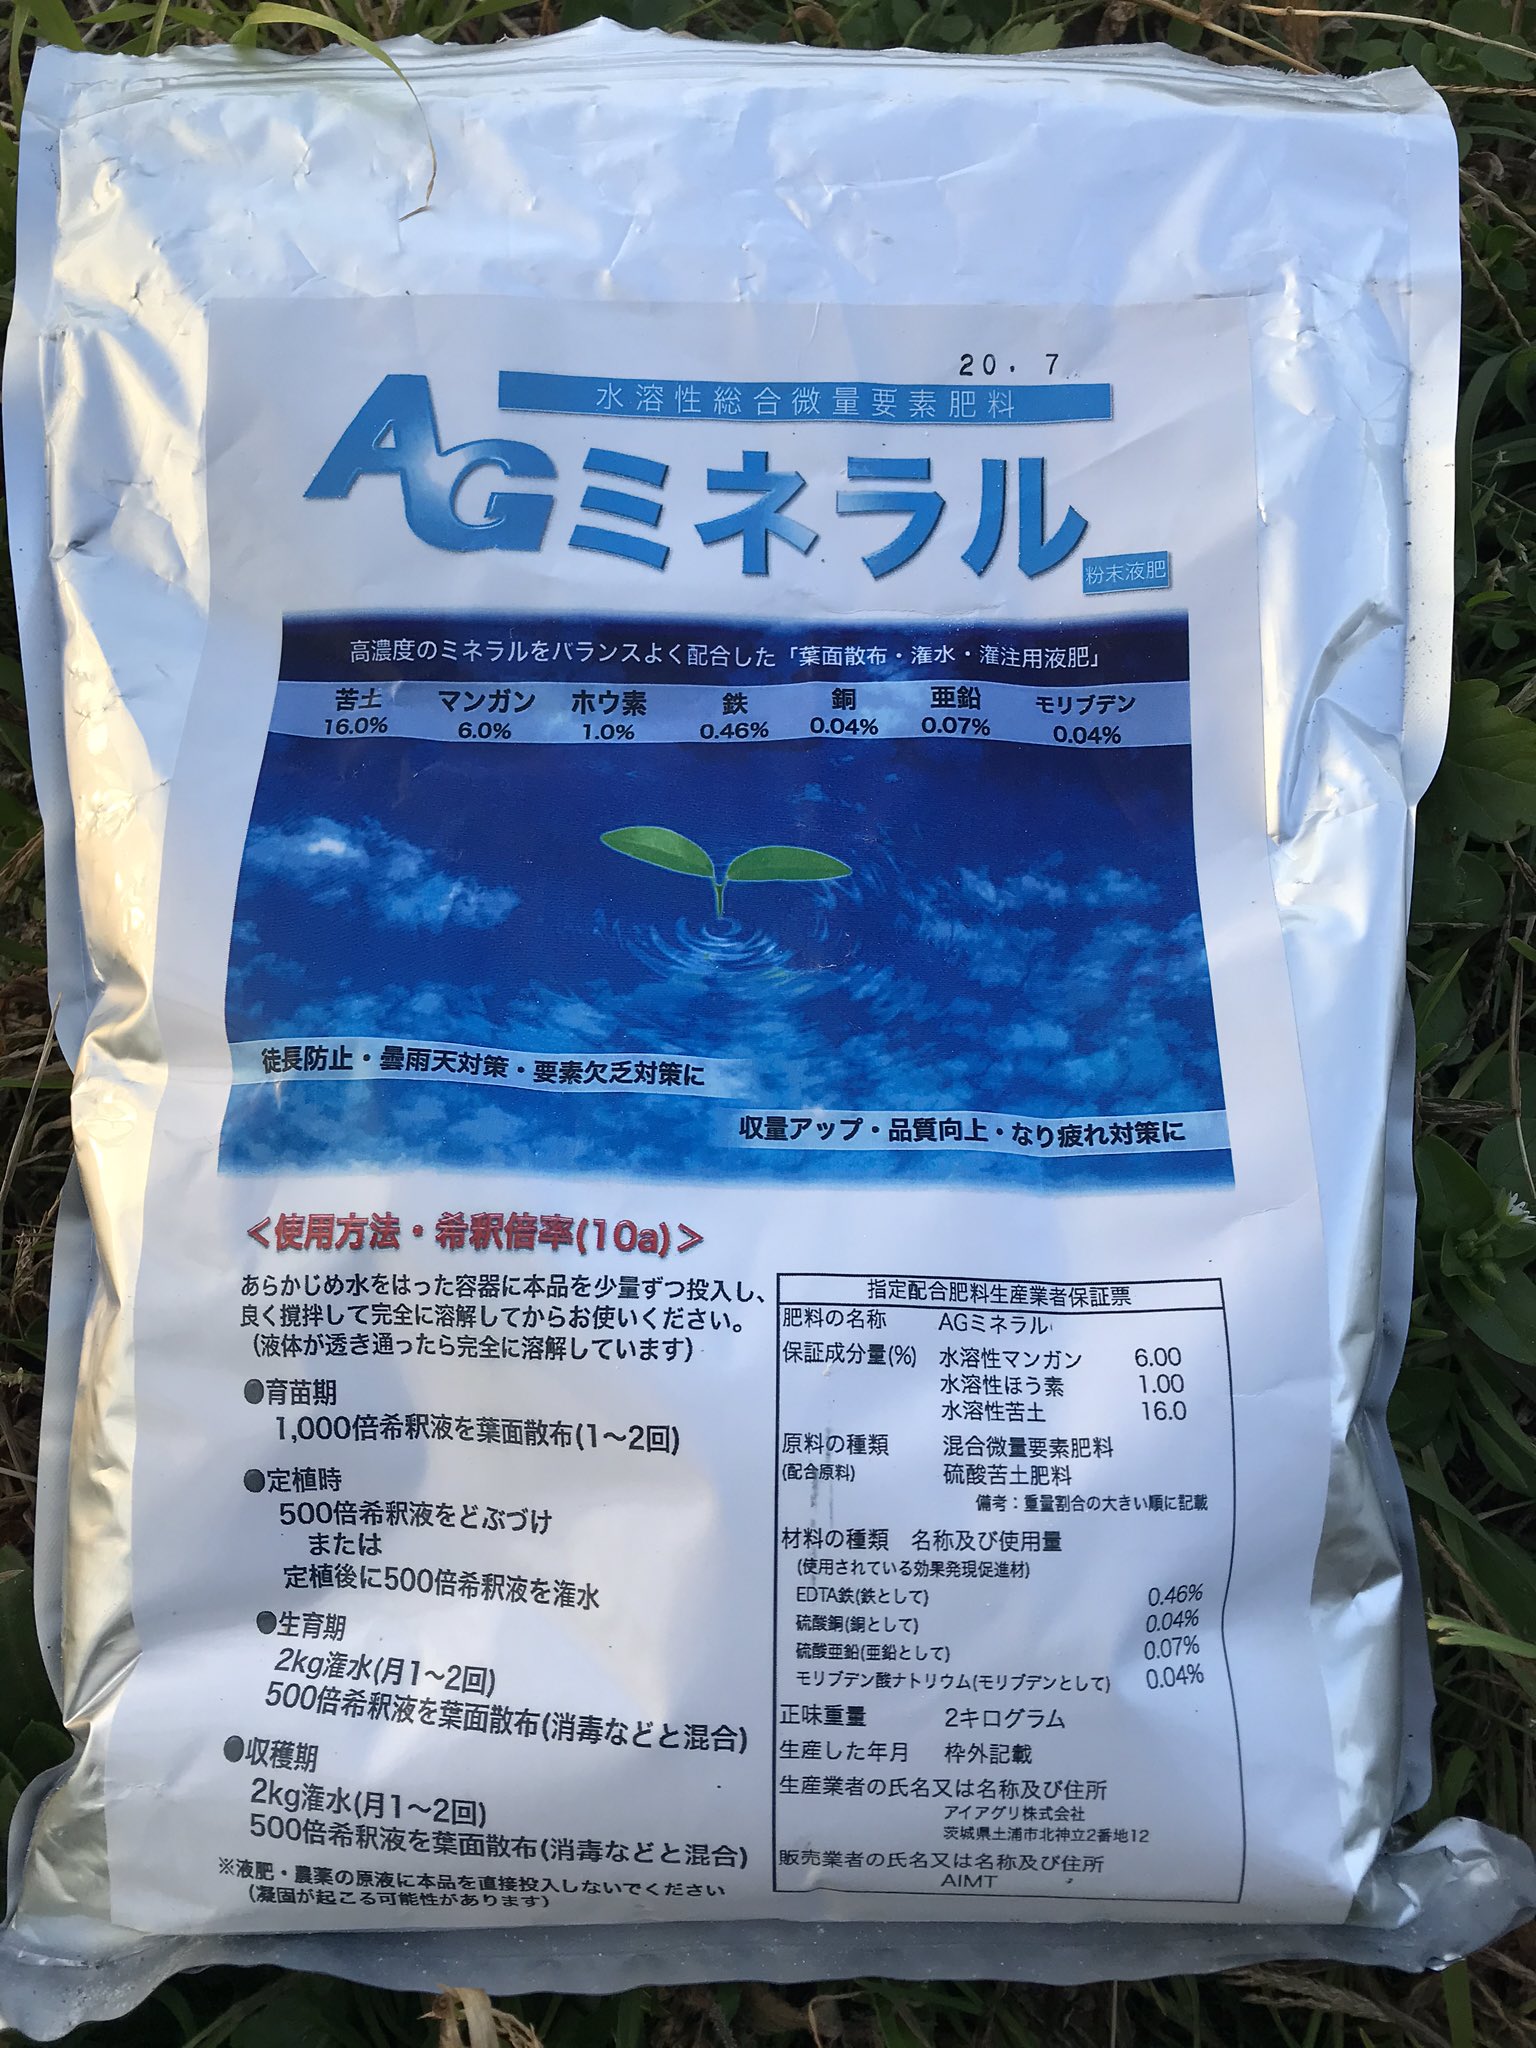 20. 7
水溶性総合微量要素肥料
AGミネラル
粉末液肥
高濃度のミネラルをバランスよく配合した「葉面散布・潅水・潅注用液肥」
苦土 マンガン ホウ素 鉄 銅 亜鉛 モリブデン
16.0% 6.0% 1.0% 0.46% 0.04% 0.07% 0.04%
徒長防止・曇雨天対策・要素欠乏対策に
収量アップ・品質向上・なり疲れ対策に
＜使用方法・希釈倍率(10a)＞
あらかじめ水をはった容器に本品を少量ずつ投入し、
良く撹拌して完全に溶解してからお使いください。
（液体が透き通ったら完全に溶解しています）
●育苗期
1,000倍希釈液を葉面散布(1〜2回)
●定植時
500倍希釈液をどぶづけ
または
定植後に500倍希釈液を潅水
●生育期
2kg潅水(月1〜2回)
500倍希釈液を葉面散布(消毒などと混合)
●収穫期
2kg潅水(月1〜2回)
500倍希釈液を葉面散布(消毒などと混合)
※液肥・農薬の原液に本品を直接投入しないでください
（凝固が起こる可能性があります）
指定配合肥料生産業者保証票
肥料の名称 AGミネラル
保証成分量(%) 水溶性マンガン 6.00
水溶性ほう素 1.00
水溶性苦土 16.0
原料の種類 混合微量要素肥料
(配合原料) 硫酸苦土肥料
備考：重量割合の大きい順に記載
材料の種類 名称及び使用量
(使用されている効果発現促進材)
EDTA鉄(鉄として) 0.46%
硫酸銅(銅として) 0.04%
硫酸亜鉛(亜鉛として) 0.07%
モリブデン酸ナトリウム(モリブデンとして) 0.04%
正味重量 2キログラム
生産した年月 枠外記載
生産業者の氏名又は名称及び住所
アイアグリ株式会社
茨城県土浦市北神立2番地12
販売業者の氏名又は名称及び住所
AIMT